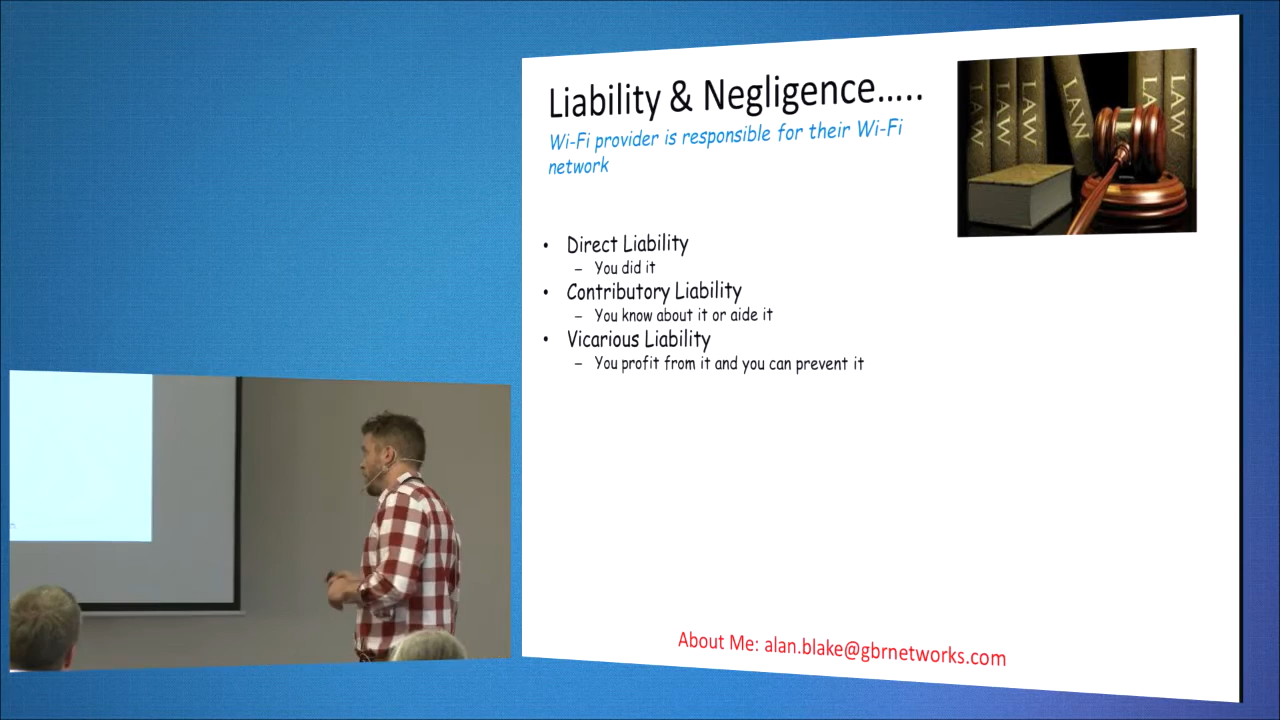 Liability & Negligence.....
Wi-Fi provider is responsible for their Wi-Fi
network
LAW
LAW
LAW
LAW
LAW
LAW
• Direct Liability
– You did it
• Contributory Liability
– You know about it or aide it
• Vicarious Liability
– You profit from it and you can prevent it
About Me: alan.blake@gbrnetworks.com